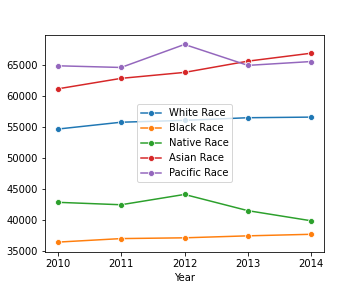 65000
60000
55000
50000
45000
40000
35000
White Race
Black Race
Native Race
Asian Race
Pacific Race
2010 2011 2012 2013 2014
Year